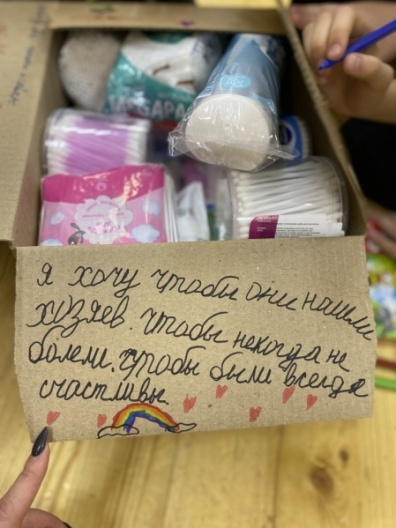 я хочу чтобы они нашли
хозяев. чтобы некогда не
болели. чтобы были всегда
счастливы.